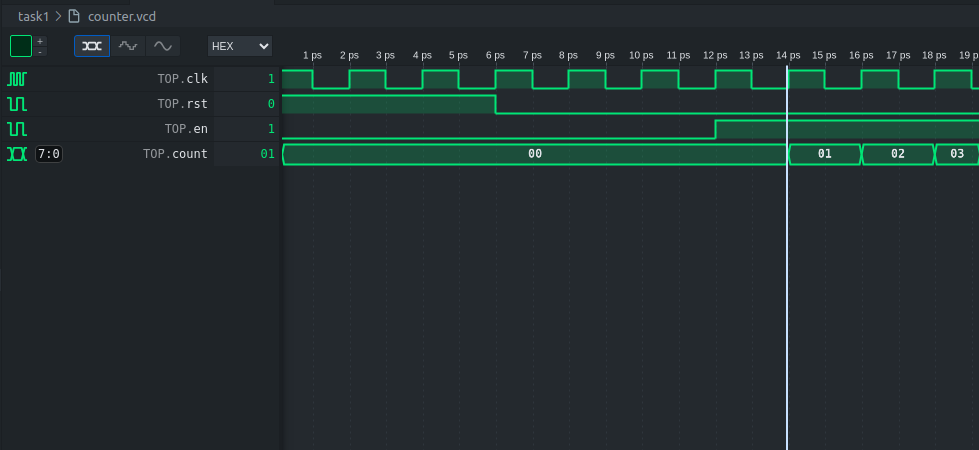 task1 > counter.vcd
+
-
HEX
1 ps 2 ps 3 ps 4 ps 5 ps 6 ps 7 ps 8 ps 9 ps 10 ps 11 ps 12 ps 13 ps 14 ps 15 ps 16 ps 17 ps 18 ps 19 p
TOP.clk 1
TOP.rst 0
TOP.en 1
7:0 TOP.count 01 00 01 02 03